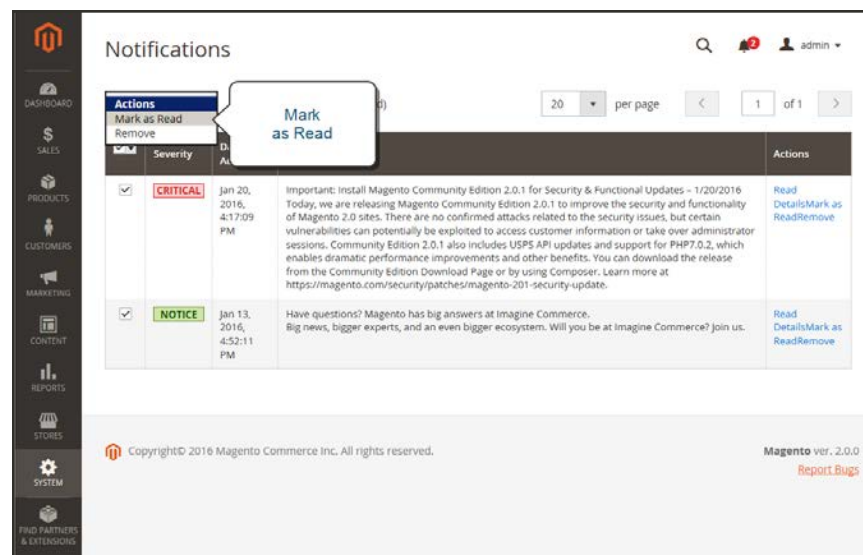 Notifications
2
admin
DASHBOARD
SALES
PRODUCTS
CUSTOMERS
MARKETING
CONTENT
REPORTS
STORES
SYSTEM
FIND PARTNERS
& EXTENSIONS
Actions
Mark as Read
Remove
Mark
as Read
20
per page
1
of 1
Severity
Actions
CRITICAL
Jan 20,
2016,
4:17:09
PM
Important: Install Magento Community Edition 2.0.1 for Security & Functional Updates – 1/20/2016
Today, we are releasing Magento Community Edition 2.0.1 to improve the security and functionality
of Magento 2.0 sites. There are no confirmed attacks related to the security issues, but certain
vulnerabilities can potentially be exploited to access customer information or take over administrator
sessions. Community Edition 2.0.1 also includes USPS API updates and support for PHP7.0.2, which
enables dramatic performance improvements and other benefits. You can download the release
from the Community Edition Download Page or by using Composer. Learn more at
https://magento.com/security/patches/magento-201-security-update.
Read
DetailsMark as
ReadRemove
NOTICE
Jan 13,
2016,
4:52:11
PM
Have questions? Magento has big answers at Imagine Commerce.
Big news, bigger experts, and an even bigger ecosystem. Will you be at Imagine Commerce? Join us.
Read
DetailsMark as
ReadRemove
Copyright© 2016 Magento Commerce Inc. All rights reserved.
Magento ver. 2.0.0
Report Bugs